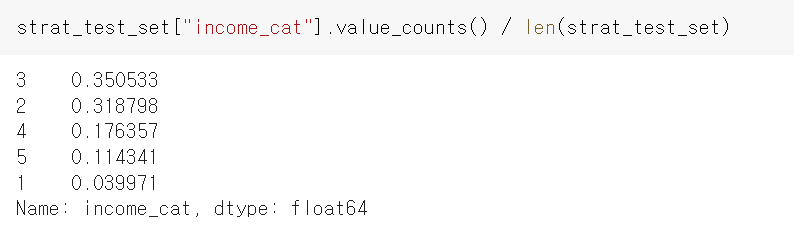 strat_test_set["income_cat"].value_counts() / len(strat_test_set)
3    0.350533
2    0.318798
4    0.176357
5    0.114341
1    0.039971
Name: income_cat, dtype: float64